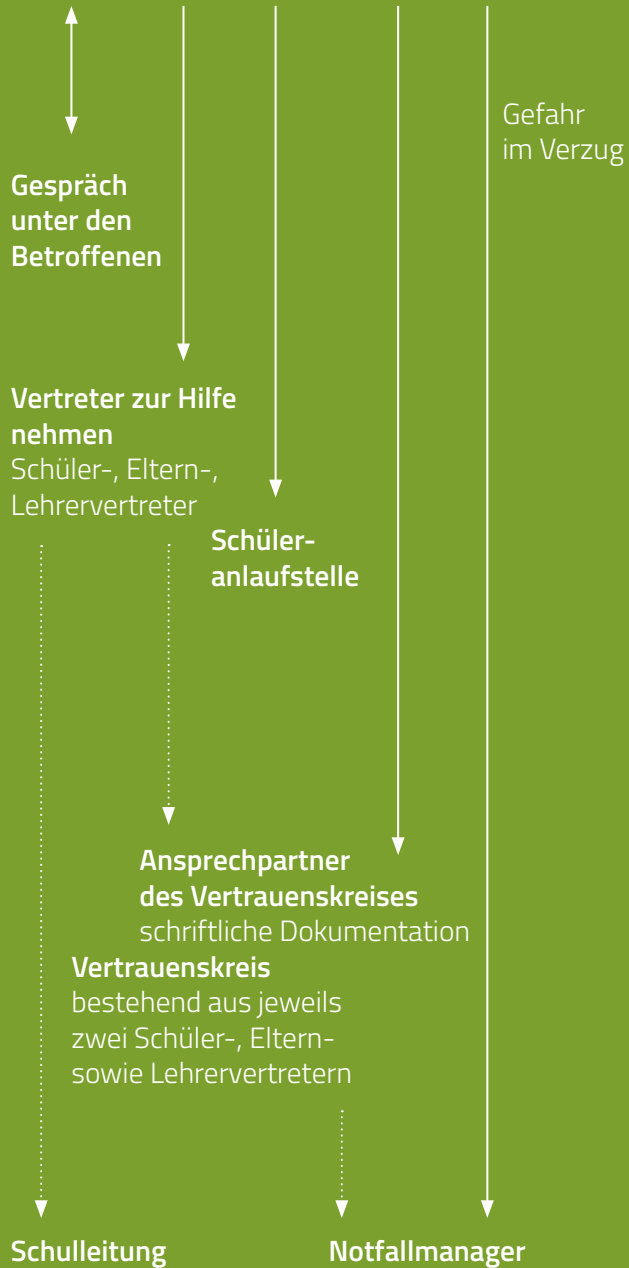 Gefahr
im Verzug
Gespräch
unter den
Betroffenen
Vertreter zur Hilfe
nehmen
Schüler-, Eltern-,
Lehrervertreter
Schüler-
anlaufstelle
Ansprechpartner
des Vertrauenskreises
schriftliche Dokumentation
Vertrauenskreis
bestehend aus jeweils
zwei Schüler-, Eltern-
sowie Lehrervertretern
Schulleitung
Notfallmanager